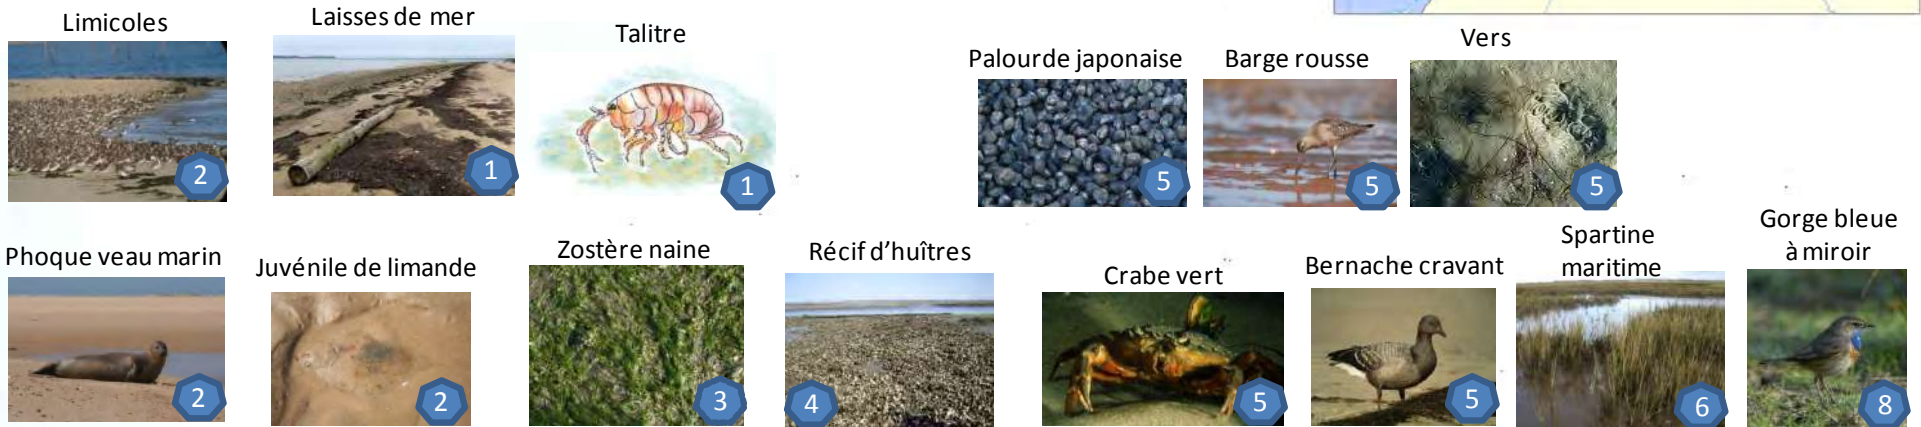 Limicoles
2
Laisses de mer
1
Talitre
1
Palourde japonaise
5
Barge rousse
5
Vers
5
Phoque veau marin
2
Juvénile de limande
2
Zostère naine
3
Récif d’huîtres
4
Crabe vert
5
Bernache cravant
5
Spartine
maritime
6
Gorge bleue
à miroir
8